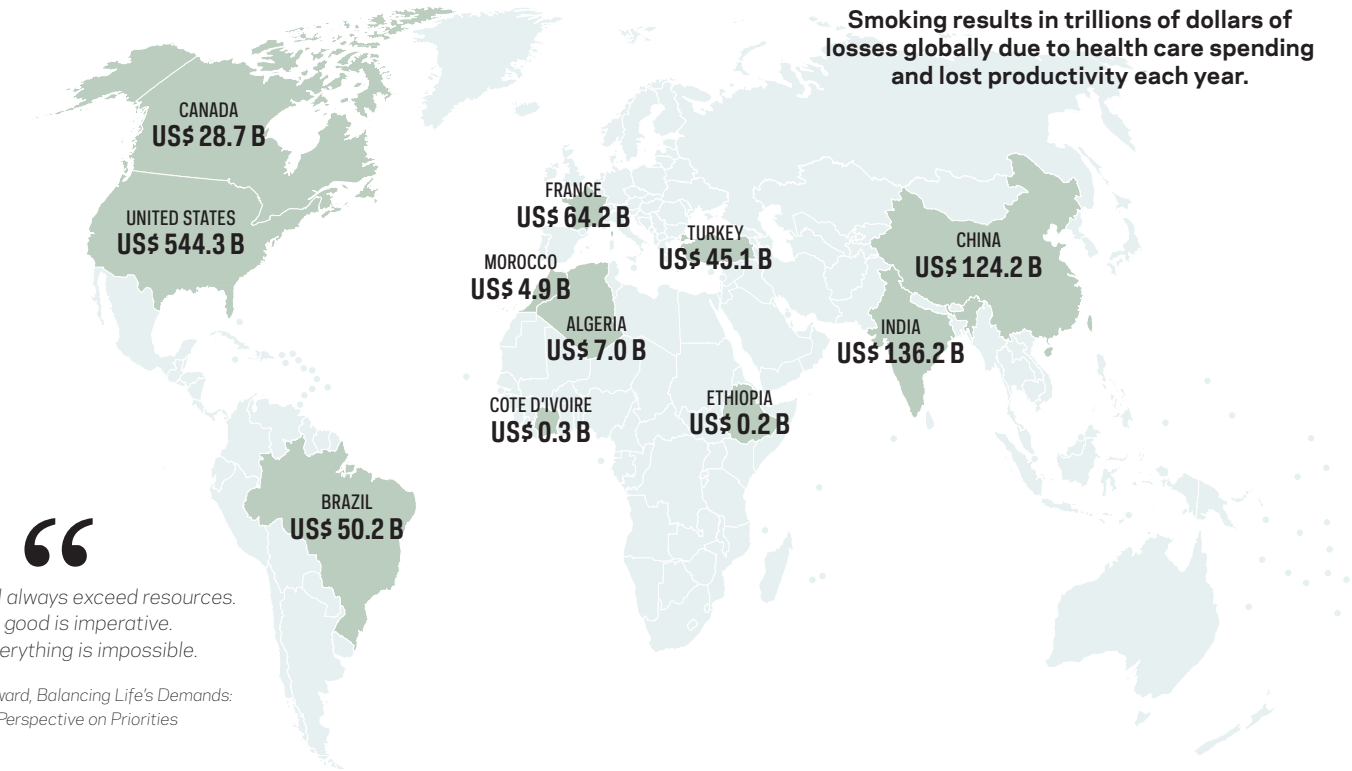 Smoking results in trillions of dollars of
losses globally due to health care spending
and lost productivity each year.
CANADA
US$ 28.7 B
UNITED STATES
US$ 544.3 B
FRANCE
US$ 64.2 B
TURKEY
US$ 45.1 B
CHINA
US$ 124.2 B
MOROCCO
US$ 4.9 B
ALGERIA
US$ 7.0 B
INDIA
US$ 136.2 B
COTE D'IVOIRE
US$ 0.3 B
ETHIOPIA
US$ 0.2 B
BRAZIL
US$ 50.2 B
“
always exceed resources.
good is imperative.
is impossible.
Balancing Life's Demands:
Perspective on Priorities